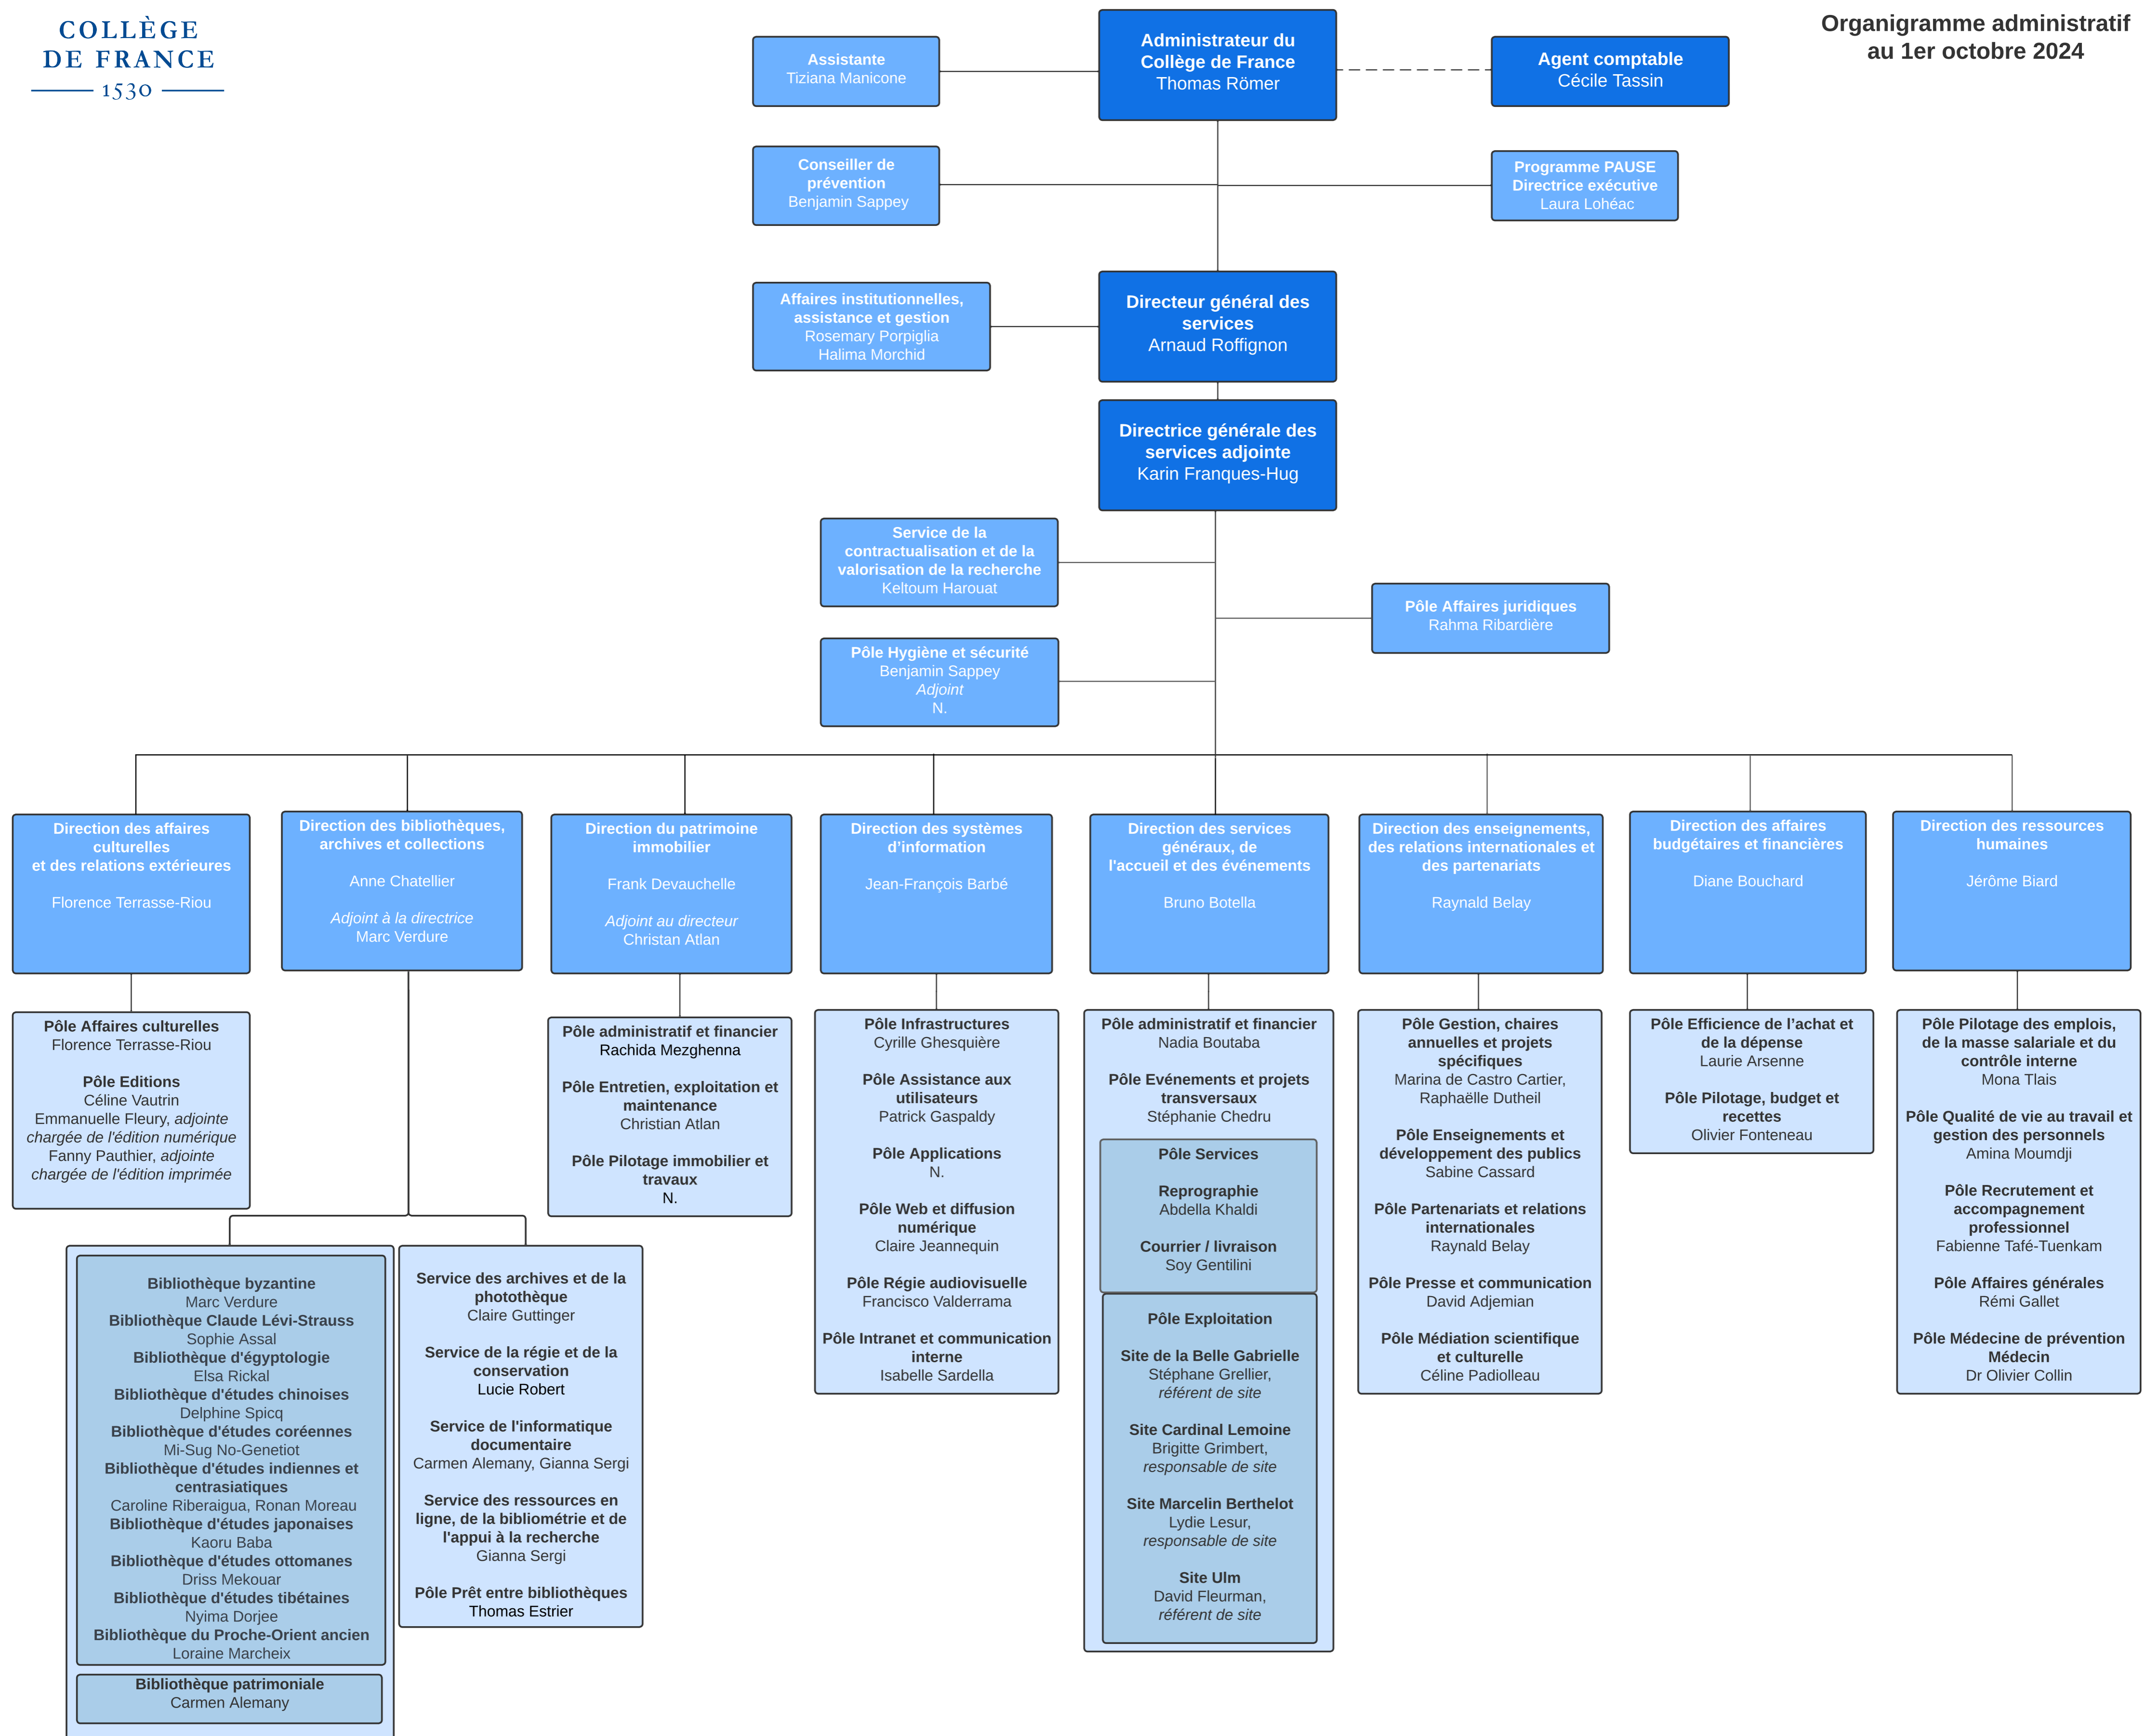 COLLÈGE
DE FRANCE
1530
Organigramme administratif
au 1er octobre 2024
Assistante
Tiziana Manicone
Administrateur du
Collège de France
Thomas Römer
Agent comptable
Cécile Tassin
Conseiller de
prévention
Benjamin Sappey
Programme PAUSE
Directrice exécutive
Laura Lohéac
Affaires institutionnelles,
assistance et gestion
Rosemary Porpiglia
Halima Morchid
Directeur général des
services
Arnaud Roffignon
Directrice générale des
services adjointe
Karin Franques-Hug
Service de la
contractualisation et de la
valorisation de la recherche
Keltoum Harouat
Pôle Affaires juridiques
Rahma Ribardière
Pôle Hygiène et sécurité
Benjamin Sappey
Adjoint
N.
Direction des affaires
culturelles
et des relations extérieures
Florence Terrasse-Riou
Direction des bibliothèques,
archives et collections
Anne Chatellier
Adjoint à la directrice
Marc Verdure
Direction du patrimoine
immobilier
Frank Devauchelle
Adjoint au directeur
Christan Atlan
Direction des systèmes
d’information
Jean-François Barbé
Direction des services
généraux, de
l'accueil et des événements
Bruno Botella
Direction des enseignements,
des relations internationales et
des partenariats
Raynald Belay
Direction des affaires
budgétaires et financières
Diane Bouchard
Direction des ressources
humaines
Jérôme Biard
Pôle Affaires culturelles
Florence Terrasse-Riou
Pôle Editions
Céline Vautrin
Emmanuelle Fleury, adjointe
chargée de l'édition numérique
Fanny Pauthier, adjointe
chargée de l'édition imprimée
Bibliothèque byzantine
Marc Verdure
Bibliothèque Claude Lévi-Strauss
Sophie Assal
Bibliothèque d'égyptologie
Elsa Rickal
Bibliothèque d'études chinoises
Delphine Spicq
Bibliothèque d'études coréennes
Mi-Sug No-Genetiot
Bibliothèque d'études indiennes et
centrasiatiques
Caroline Riberaigua, Ronan Moreau
Bibliothèque d'études japonaises
Kaoru Baba
Bibliothèque d'études ottomanes
Driss Mekouar
Bibliothèque d'études tibétaines
Nyima Dorjee
Bibliothèque du Proche-Orient ancien
Loraine Marcheix
Bibliothèque patrimoniale
Carmen Alemany
Service des archives et de la
photothèque
Claire Guttinger
Service de la régie et de la
conservation
Lucie Robert
Service de l'informatique
documentaire
Carmen Alemany, Gianna Sergi
Service des ressources en
ligne, de la bibliométrie et de
l'appui à la recherche
Gianna Sergi
Pôle Prêt entre bibliothèques
Thomas Estrier
Pôle administratif et financier
Rachida Mezghenna
Pôle Entretien, exploitation et
maintenance
Christian Atlan
Pôle Pilotage immobilier et
travaux
N.
Pôle Infrastructures
Cyrille Ghesquière
Pôle Assistance aux
utilisateurs
Patrick Gaspaldy
Pôle Applications
N.
Pôle Web et diffusion
numérique
Claire Jeannequin
Pôle Régie audiovisuelle
Francisco Valderrama
Pôle Intranet et communication
interne
Isabelle Sardella
Pôle administratif et financier
Nadia Boutaba
Pôle Evénements et projets
transversaux
Stéphanie Chedru
Pôle Services
Reprographie
Abdella Khaldi
Courrier / livraison
Soy Gentilini
Pôle Exploitation
Site de la Belle Gabrielle
Stéphane Grellier,
référent de site
Site Cardinal Lemoine
Brigitte Grimbert,
responsable de site
Site Marcelin Berthelot
Lydie Lesur,
responsable de site
Site Ulm
David Fleurman,
référent de site
Pôle Gestion, chaires
annuelles et projets
spécifiques
Marina de Castro Cartier,
Raphaëlle Dutheil
Pôle Enseignements et
développement des publics
Sabine Cassard
Pôle Partenariats et relations
internationales
Raynald Belay
Pôle Presse et communication
David Adjemian
Pôle Médiation scientifique
et culturelle
Céline Padiolleau
Pôle Efficience de l’achat et
de la dépense
Laurie Arsenne
Pôle Pilotage, budget et
recettes
Olivier Fonteneau
Pôle Pilotage des emplois,
de la masse salariale et du
contrôle interne
Mona Tlais
Pôle Qualité de vie au travail et
gestion des personnels
Amina Moumdji
Pôle Recrutement et
accompagnement
professionnel
Fabienne Tafé-Tuenkam
Pôle Affaires générales
Rémi Gallet
Pôle Médecine de prévention
Médecin
Dr Olivier Collin